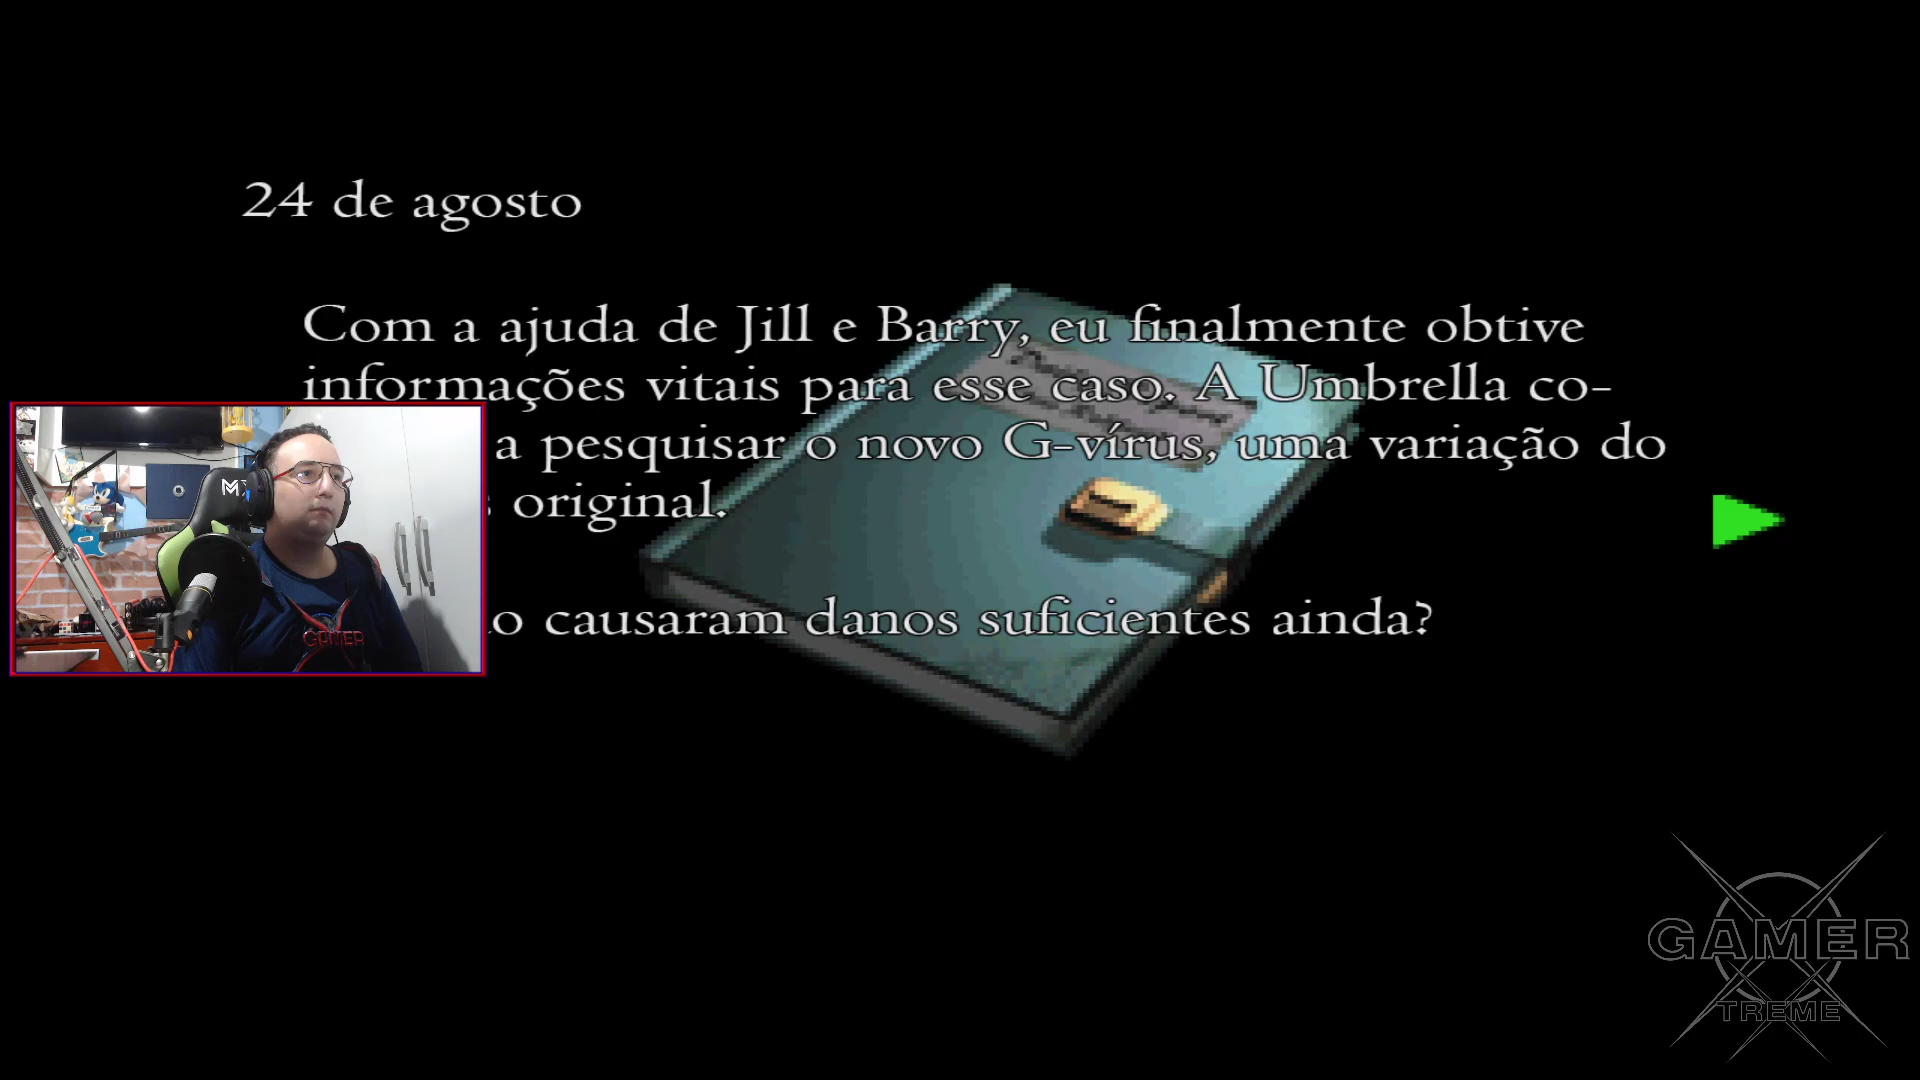 24 de agosto
Com a ajuda de Jill e Barry, eu finalmente obtive
informações vitais para esse caso. A Umbrella co-
a pesquisar o novo G-vírus, uma variação do
original.
causaram danos suficientes ainda?
GAMER
GAMER
TREME